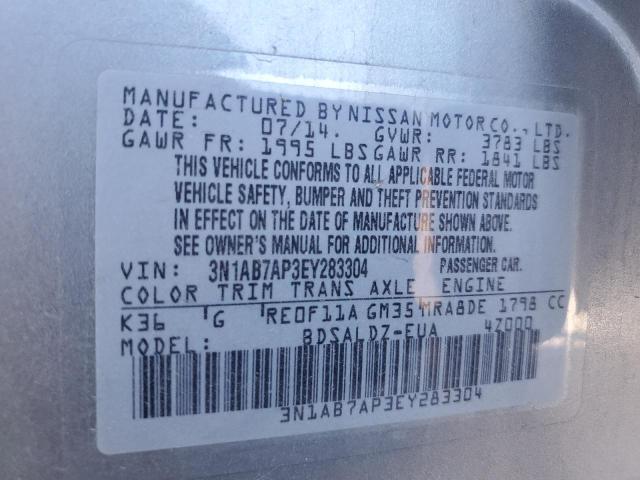 MANUFACTURED BY NISSAN MOTOR CO., LTD.
DATE: 07/14. GVWR: 3783 LBS
GAWR FR: 1995 LBS GAWR RR: 1841 LBS
THIS VEHICLE CONFORMS TO ALL APPLICABLE FEDERAL MOTOR
VEHICLE SAFETY, BUMPER AND THEFT PREVENTION STANDARDS
IN EFFECT ON THE DATE OF MANUFACTURE SHOWN ABOVE.
SEE OWNER'S MANUAL FOR ADDITIONAL INFORMATION.
VIN: 3N1AB7AP3EY283304 PASSENGER CAR.
COLOR TRIM TRANS AXLE ENGINE
K36 G RE0F11A GM35 MRA8DE 1798 CC
MODEL: BDSALDZ-EUA 4Z000
3N1AB7AP3EY283304